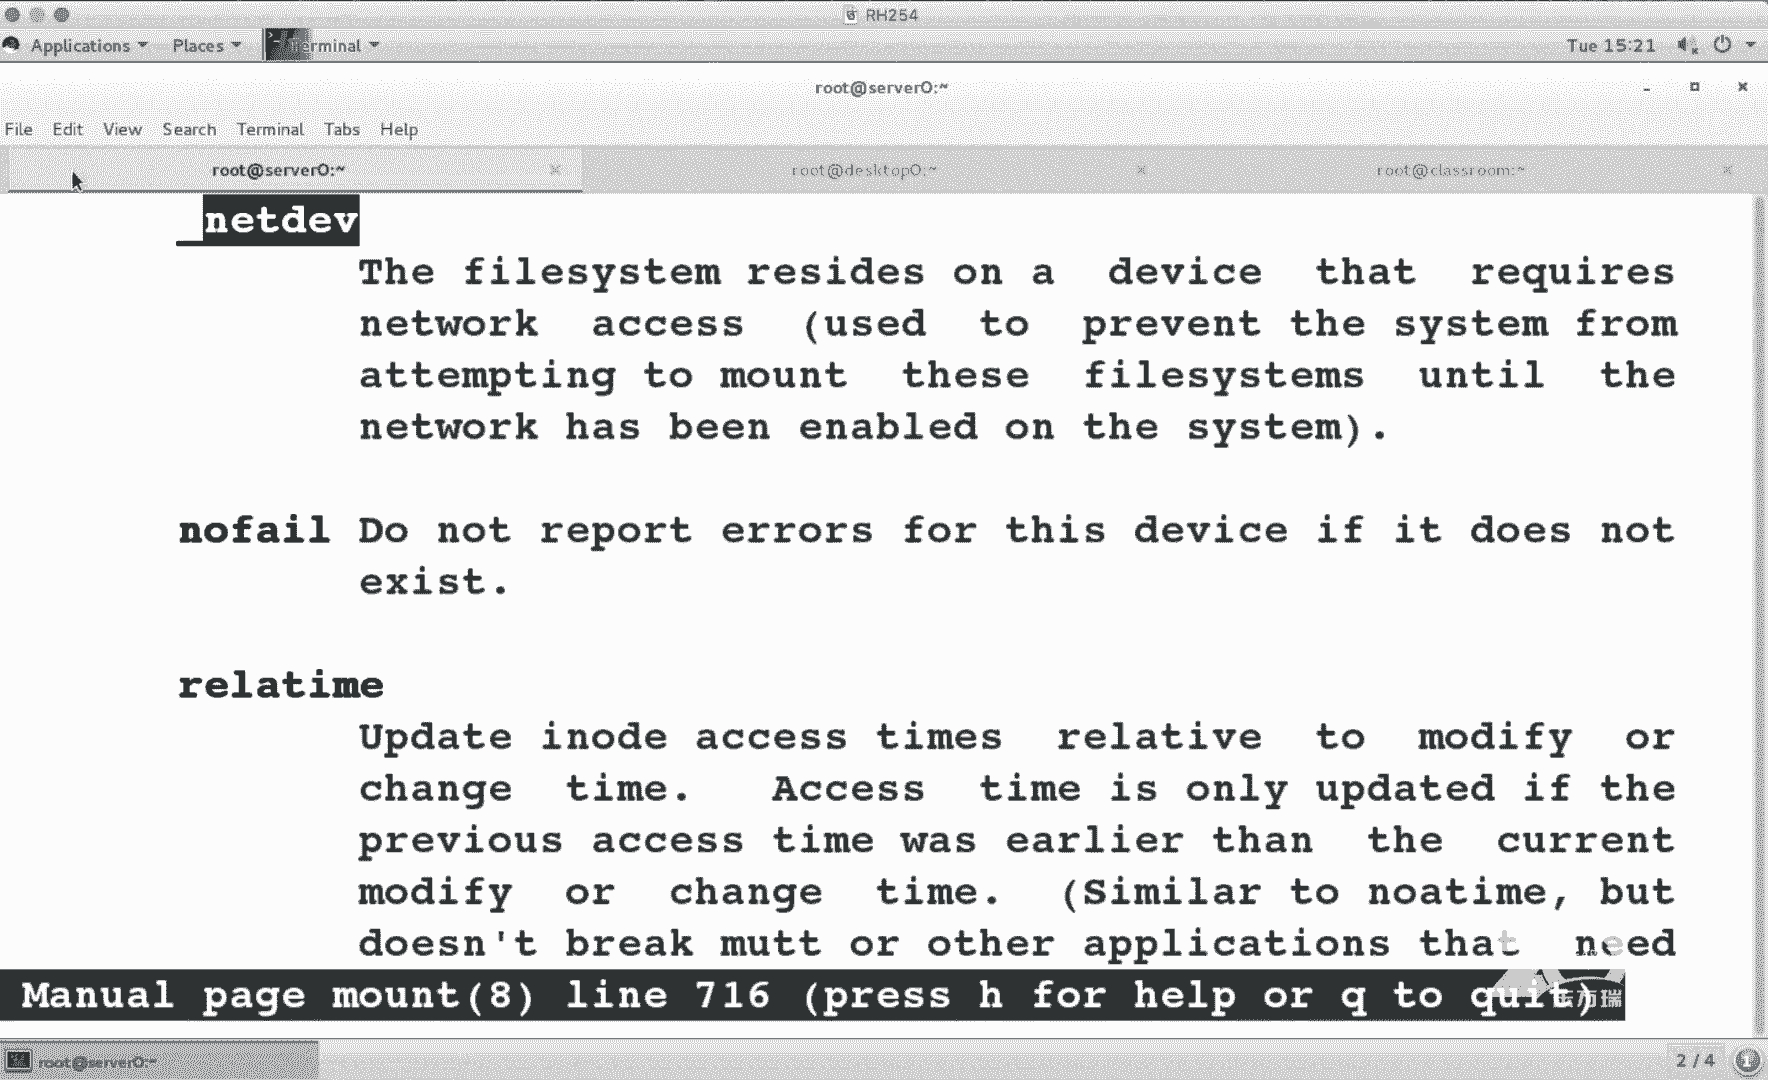 RH254
Applications Places Terminal Tue 15:21
root@server0:~
File Edit View Search Terminal Tabs Help
root@server0:~ root@desktop0:~ root@classroom:~
_netdev
The filesystem resides on a device that requires
network access (used to prevent the system from
attempting to mount these filesystems until the
network has been enabled on the system).
nofail Do not report errors for this device if it does not
exist.
relatime
Update inode access times relative to modify or
change time. Access time is only updated if the
previous access time was earlier than the current
modify or change time. (Similar to noatime, but
doesn't break mutt or other applications that need
Manual page mount(8) line 716 (press h for help or q to quit)
root@server0:~ 2 / 4 1